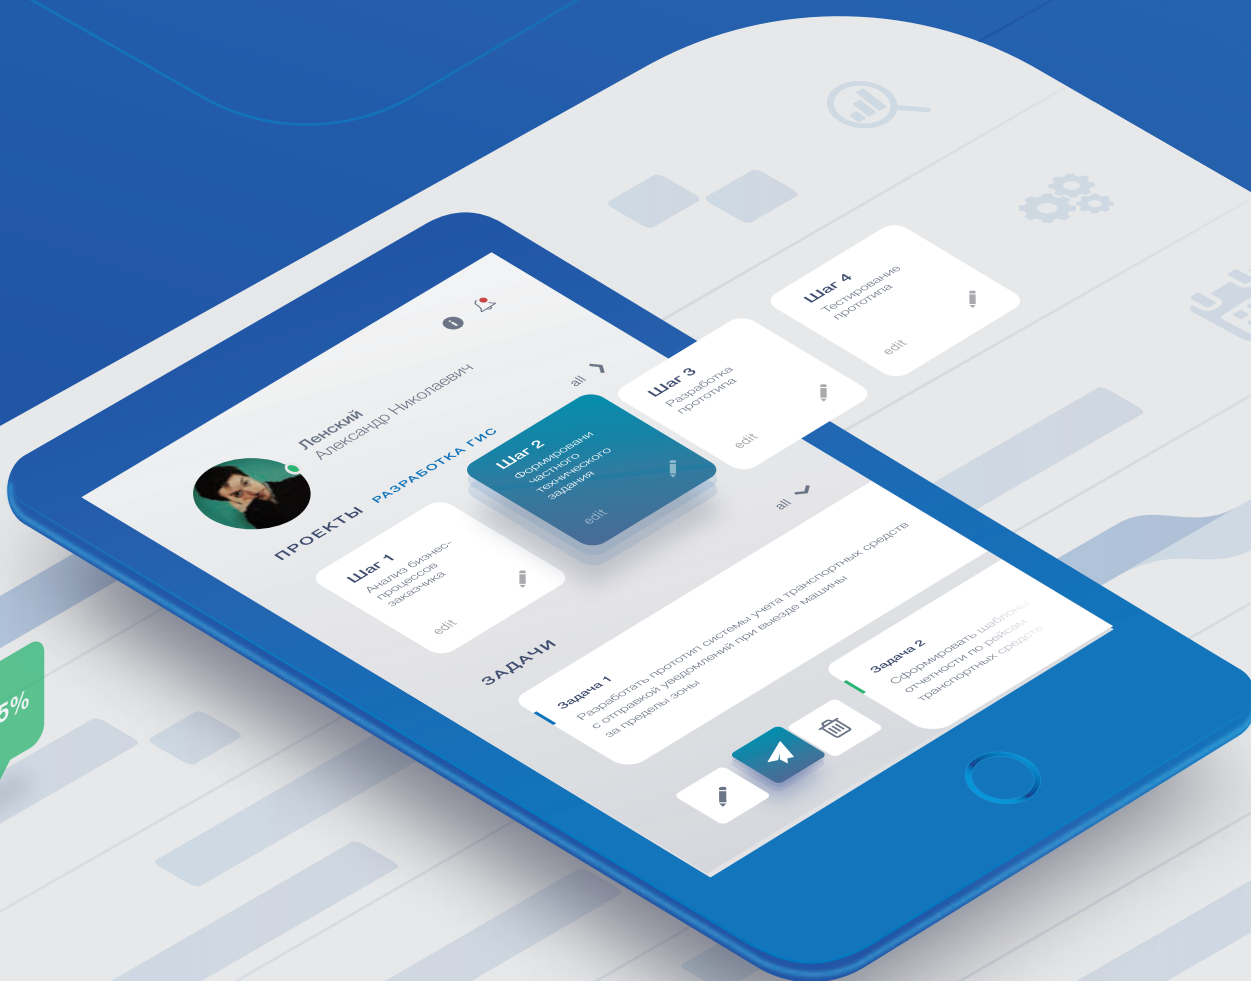 Ленский
Александр Николаевич
ПРОЕКТЫ РАЗРАБОТКА ГИС
all
Шаг 1
Анализ бизнес-
процессов
заказчика
edit
Шаг 2
Формировани
частного
технического
задания
edit
Шаг 3
Разработка
прототипа
edit
Шаг 4
Тестирование
прототипа
edit
ЗАДАЧИ
all
Задача 1
Разработать прототип системы учета транспортных средств
с отправкой уведомлений при выезде машины
за пределы зоны
Задача 2
Сформировать шаблоны
отчетности по рейсам
транспортных средств
5%